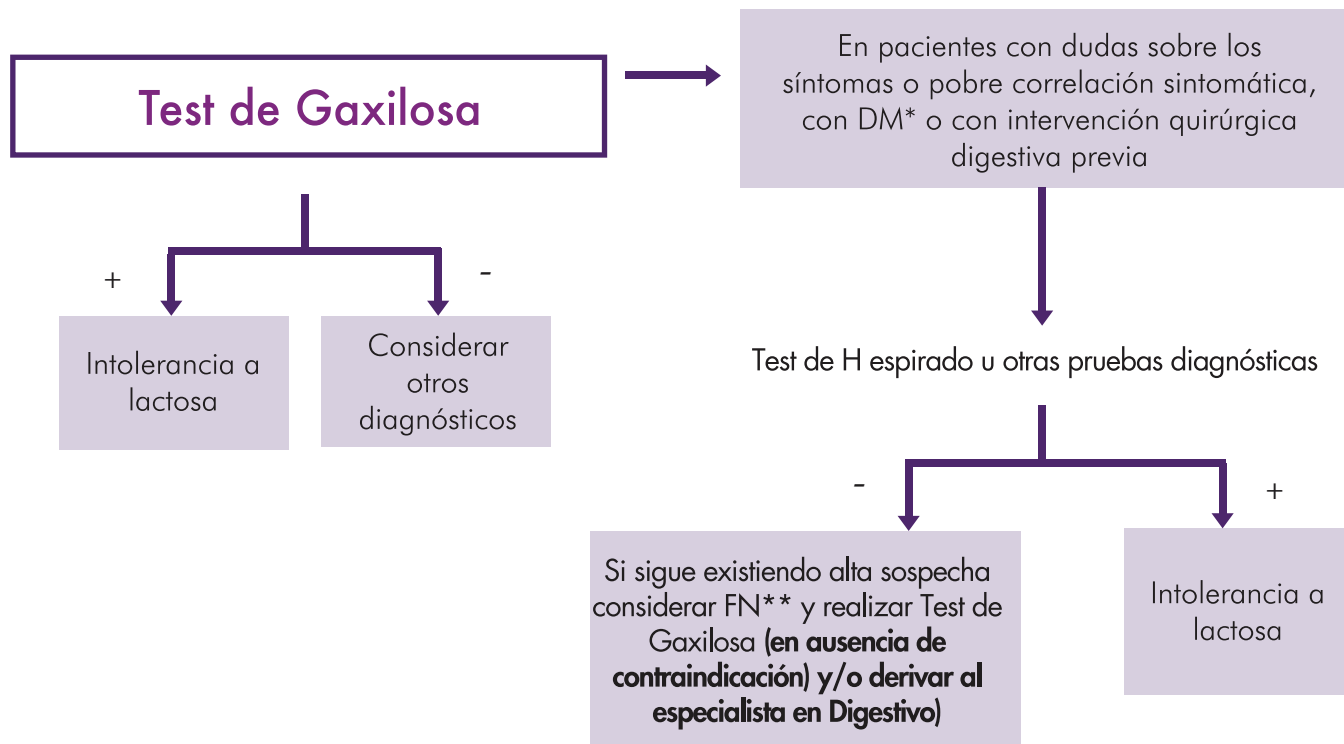 Test de Gaxilosa
En pacientes con dudas sobre los
síntomas o pobre correlación sintomática,
con DM* o con intervención quirúrgica
digestiva previa
+
-
Intolerancia a
lactosa
Considerar
otros
diagnósticos
Test de H espirado u otras pruebas diagnósticas
-
+
Si sigue existiendo alta sospecha
considerar FN** y realizar Test de
Gaxilosa (en ausencia de
contraindicación) y/o derivar al
especialista en Digestivo)
Intolerancia a
lactosa